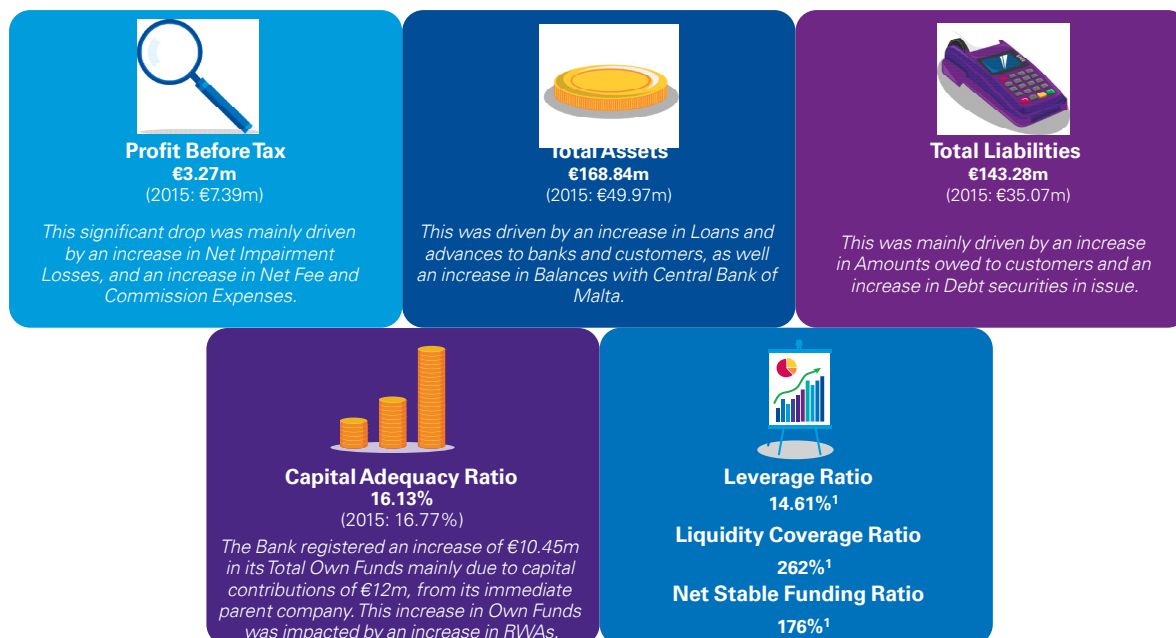 Profit Before Tax
€3.27m
(2015: €7.39m)
This significant drop was mainly driven
by an increase in Net Impairment
Losses, and an increase in Net Fee and
Commission Expenses.
Total Assets
€168.84m
(2015: €49.97m)
This was driven by an increase in Loans and
advances to banks and customers, as well
an increase in Balances with Central Bank of
Malta.
Total Liabilities
€143.28m
(2015: €35.07m)
This was mainly driven by an increase
in Amounts owed to customers and an
increase in Debt securities in issue.
Capital Adequacy Ratio
16.13%
(2015: 16.77%)
The Bank registered an increase of €10.45m
in its Total Own Funds mainly due to capital
contributions of €12m, from its immediate
parent company. This increase in Own Funds
was impacted by an increase in RWAs.
Leverage Ratio
14.61%¹
Liquidity Coverage Ratio
262%¹
Net Stable Funding Ratio
176%¹